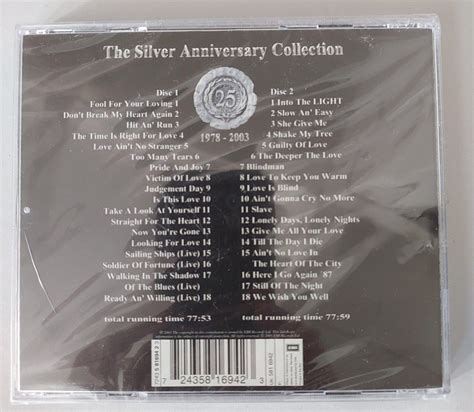 The Silver Anniversary Collection
Disc 1
Fool For Your Loving 1
Don't Break My Heart Again 2
Hit An' Run 3
The Time Is Right For Love 4
Love Ain't No Stranger 5
Too Many Tears 6
Pride And Joy 7
Victim Of Love 8
Judgement Day 9
Is This Love 10
Take A Look At Yourself 11
Straight For The Heart 12
Now You're Gone 13
Looking For Love 14
Sailing Ships (Live) 15
Soldier Of Fortune (Live) 16
Walking In The Shadow
Of The Blues (Live) 17
Ready An' Willing (Live) 18
total running time 77:53
25
1978 - 2003
Disc 2
1 Into The LIGHT
2 Slow An' Easy
3 She Give Me
4 Shake My Tree
5 Guilty Of Love
6 The Deeper The Love
7 Blindman
8 Love To Keep You Warm
9 Love Is Blind
10 Ain't Gonna Cry No More
11 Slave
12 Lonely Days, Lonely Nights
13 Give Me All Your Love
14 Till The Day I Die
15 Ain't No Love In
The Heart Of The City
16 Here I Go Again '87
17 Still Of The Night
18 We Wish You Well
total running time 77:59
7 24358 16942 3